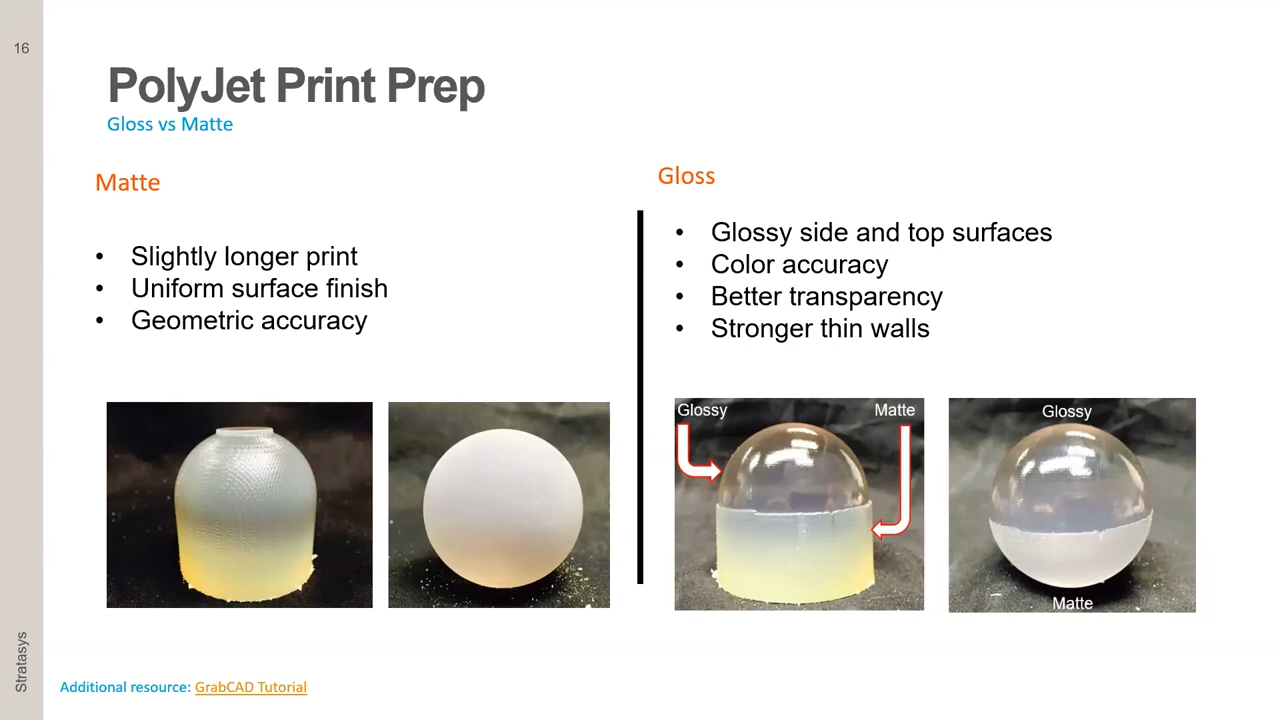 16
PolyJet Print Prep
Gloss vs Matte
Matte
• Slightly longer print
• Uniform surface finish
• Geometric accuracy
Gloss
• Glossy side and top surfaces
• Color accuracy
• Better transparency
• Stronger thin walls
Glossy
Matte
Glossy
Matte
Stratasys
Additional resource: GrabCAD Tutorial